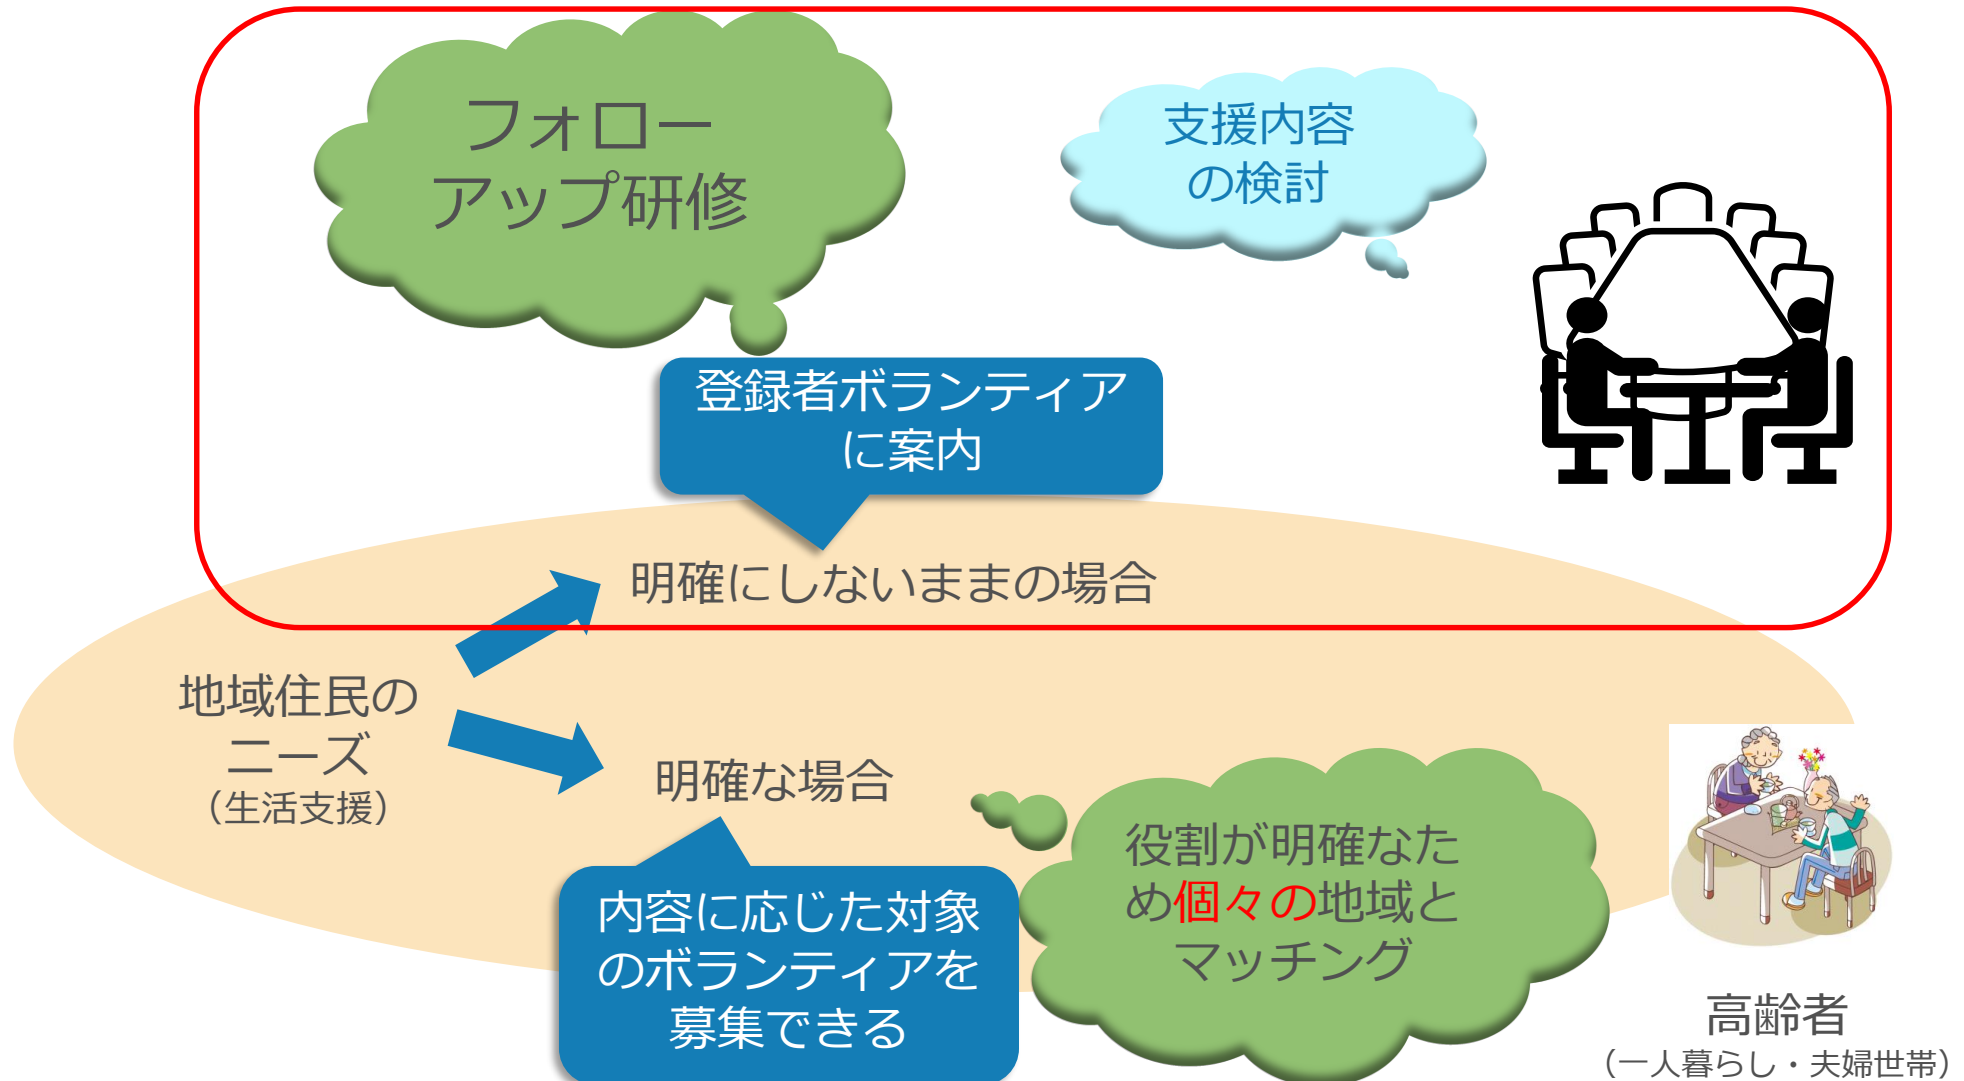 フォロー
アップ研修
支援内容
の検討
登録者ボランティア
に案内
明確にしないままの場合
地域住民の
ニーズ
（生活支援）
明確な場合
内容に応じた対象
のボランティアを
募集できる
役割が明確なた
め個々の地域と
マッチング
高齢者
（一人暮らし・夫婦世帯）